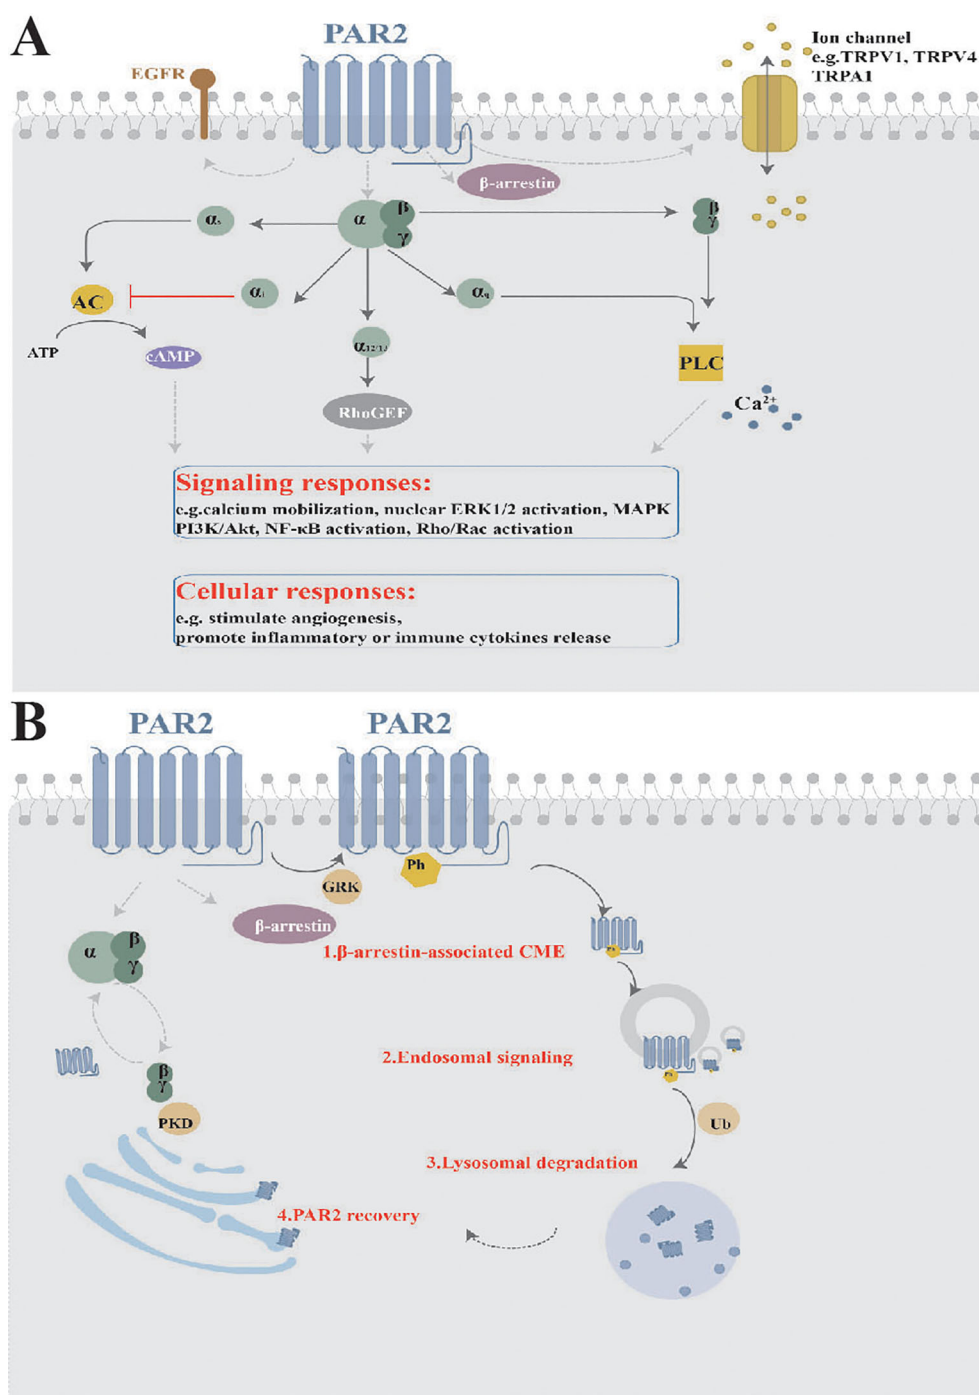 A
PAR2
EGFR
Ion channel
e.g.TRPV1, TRPV4
TRPA1
β-arrestin
α
β
γ
β
γ
αs
αi
αq
AC
ATP
cAMP
α12/13
RhoGEF
PLC
Ca2+
Signaling responses:
e.g.calcium mobilization, nuclear ERK1/2 activation, MAPK
PI3K/Akt, NF-κB activation, Rho/Rac activation
Cellular responses:
e.g. stimulate angiogenesis,
promote inflammatory or immune cytokines release
B
PAR2
PAR2
Ph
GRK
β-arrestin
1.β-arrestin-associated CME
α
β
γ
Ph
2.Endosomal signaling
Ph
β
γ
PKD
Ub
3.Lysosomal degradation
4.PAR2 recovery